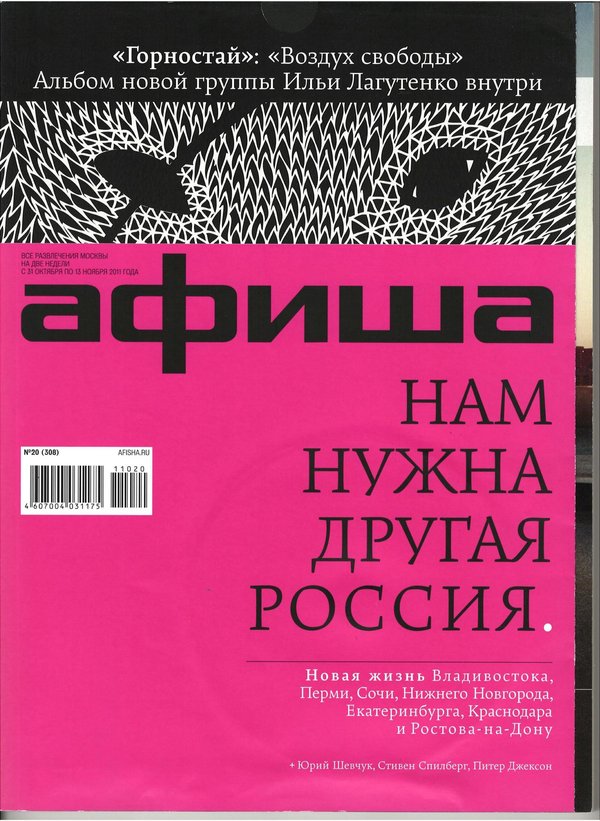 «Горностай»: «Воздух свободы»
Альбом новой группы Ильи Лагутенко внутри
ВСЕ РАЗВЛЕЧЕНИЯ МОСКВЫ
НА ДВЕ НЕДЕЛИ
С 31 ОКТЯБРЯ ПО 13 НОЯБРЯ 2011 ГОДА
афиша
НАМ
НУЖНА
ДРУГАЯ
РОССИЯ.
№20 (308) AFISHA.RU
11020
4 607004 031175
Новая жизнь Владивостока,
Перми, Сочи, Нижнего Новгорода,
Екатеринбурга, Краснодара
и Ростова-на-Дону
+ Юрий Шевчук, Стивен Спилберг, Питер Джексон